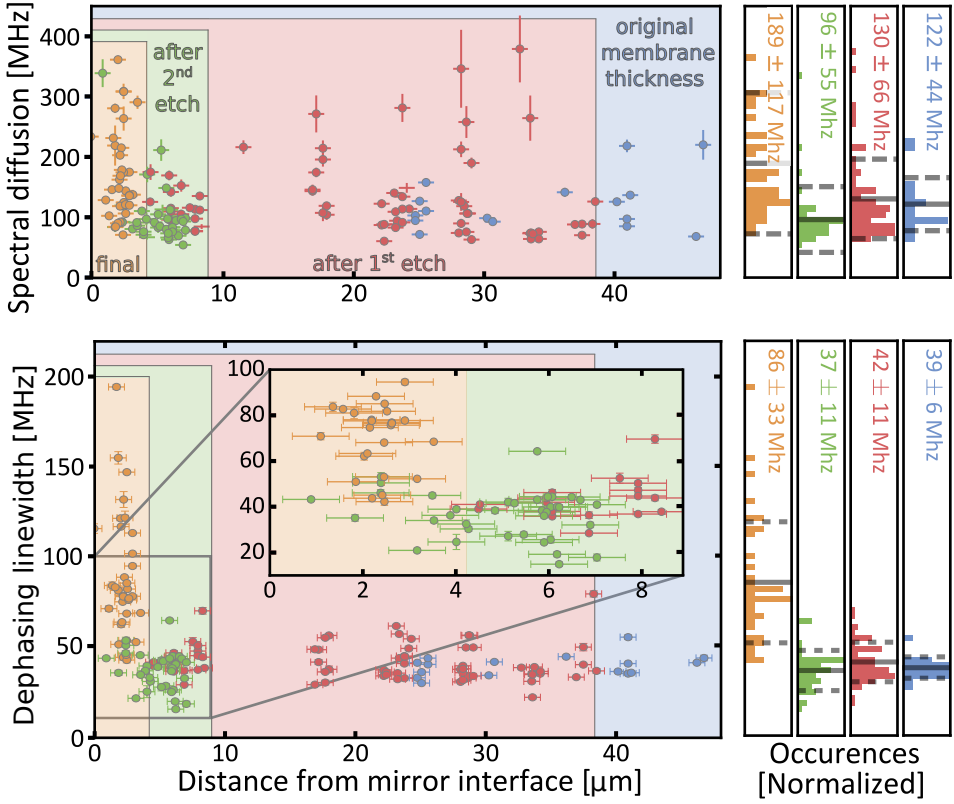 Spectral diffusion [MHz]
400
300
200
100
0
after
2nd
etch
original
membrane
thickness
final
after 1st etch
0
10
20
30
40
189 ± 117 Mhz
96 ± 55 Mhz
130 ± 66 Mhz
122 ± 44 Mhz
Dephasing linewidth [MHz]
200
150
100
50
0
100
80
60
40
20
0
2
4
6
8
0
10
20
30
40
Distance from mirror interface [μm]
86 ± 33 Mhz
37 ± 11 Mhz
42 ± 11 Mhz
39 ± 6 Mhz
Occurences
[Normalized]